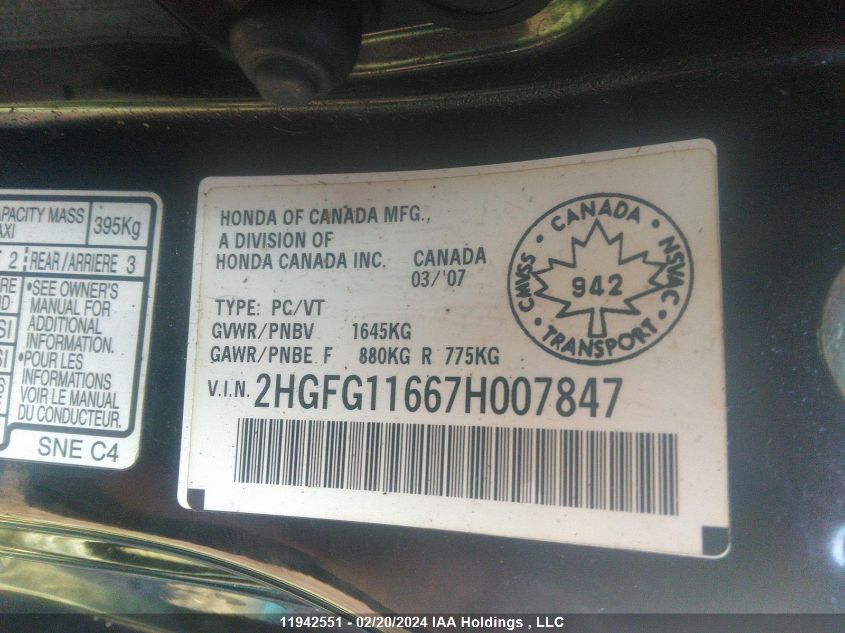 APACITY MASS
AXI
395Kg
2 REAR/ARRIERE 3
•SEE OWNER'S
MANUAL FOR
ADDITIONAL
INFORMATION.
•POUR LES
INFORMATIONS
VOIR LE MANUEL
DU CONDUCTEUR.
SNE C4
HONDA OF CANADA MFG.,
A DIVISION OF
HONDA CANADA INC. CANADA
03/'07
TYPE: PC/VT
GVWR/PNBV 1645KG
GAWR/PNBE F 880KG R 775KG
V.I.N. 2HGFG11667H007847
CANADA
NSVAC
TRANSPORT
CMVSS
942
11942551 - 02/20/2024 IAA Holdings , LLC